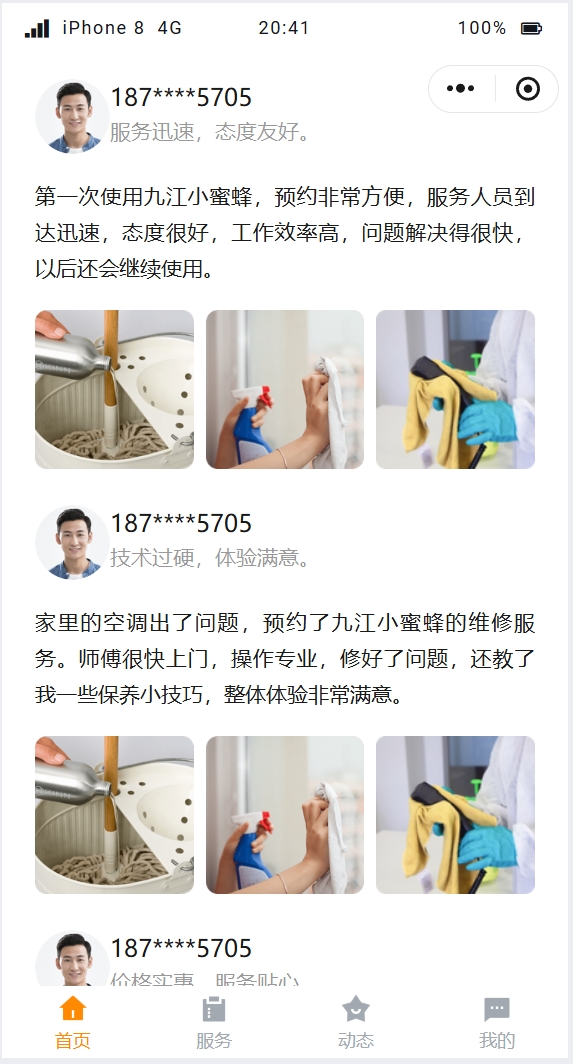 iPhone 8 4G 20:41 100%
187****5705
服务迅速，态度友好。
第一次使用九江小蜜蜂，预约非常方便，服务人员到
达迅速，态度很好，工作效率高，问题解决得很快，
以后还会继续使用。
187****5705
技术过硬，体验满意。
家里的空调出了问题，预约了九江小蜜蜂的维修服
务。师傅很快上门，操作专业，修好了问题，还教了
我一些保养小技巧，整体体验非常满意。
187****5705
价格实惠，服务贴心
首页 服务 动态 我的